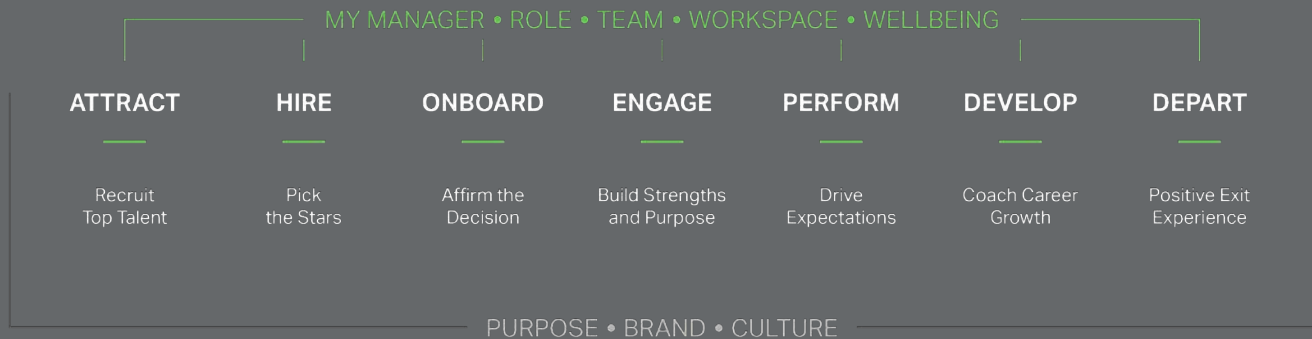 MY MANAGER • ROLE • TEAM • WORKSPACE • WELLBEING
ATTRACT
Recruit
Top Talent
HIRE
Pick
the Stars
ONBOARD
Affirm the
Decision
ENGAGE
Build Strengths
and Purpose
PERFORM
Drive
Expectations
DEVELOP
Coach Career
Growth
DEPART
Positive Exit
Experience
PURPOSE • BRAND • CULTURE